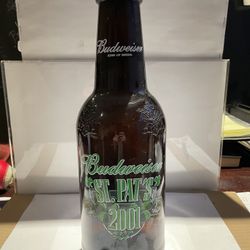 Budweiser
KING OF BEERS.
Budweiser
ST. PAT'S
2001